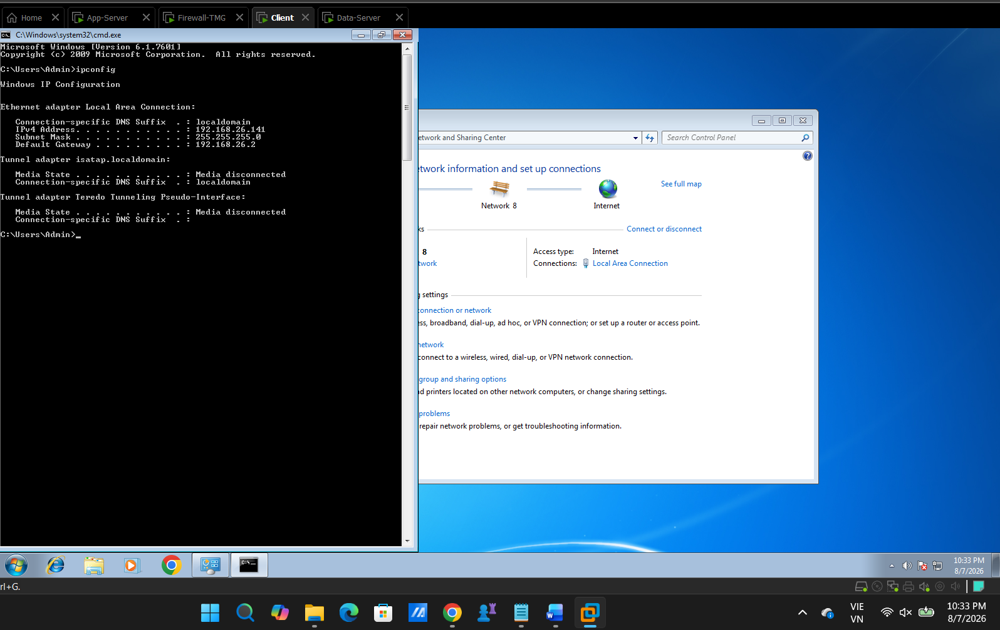 Home
App-Server
Firewall-TMG
Client
Data-Server
C:\Windows\system32\cmd.exe
Microsoft Windows [Version 6.1.7601]
Copyright (c) 2009 Microsoft Corporation.  All rights reserved.
C:\Users\Admin>ipconfig
Windows IP Configuration
Ethernet adapter Local Area Connection:
Connection-specific DNS Suffix  . : localdomain
IPv4 Address. . . . . . . . . . . : 192.168.26.141
Subnet Mask . . . . . . . . . . . : 255.255.255.0
Default Gateway . . . . . . . . . : 192.168.26.2
Tunnel adapter isatap.localdomain:
Media State . . . . . . . . . . . : Media disconnected
Connection-specific DNS Suffix  . : localdomain
Tunnel adapter Teredo Tunneling Pseudo-Interface:
Media State . . . . . . . . . . . : Media disconnected
Connection-specific DNS Suffix  . :
C:\Users\Admin>_
etwork and Sharing Center
Search Control Panel
etwork information and set up connections
See full map
Network 8
Internet
ks
Connect or disconnect
8
twork
Access type: Internet
Connections: Local Area Connection
g settings
connection or network
ess, broadband, dial-up, ad hoc, or VPN connection; or set up a router or access point.
network
connect to a wireless, wired, dial-up, or VPN network connection.
group and sharing options
nd printers located on other network computers, or change sharing settings.
problems
repair network problems, or get troubleshooting information.
10:33 PM
8/7/2026
rl+G.
VIE
VN
10:33 PM
8/7/2026